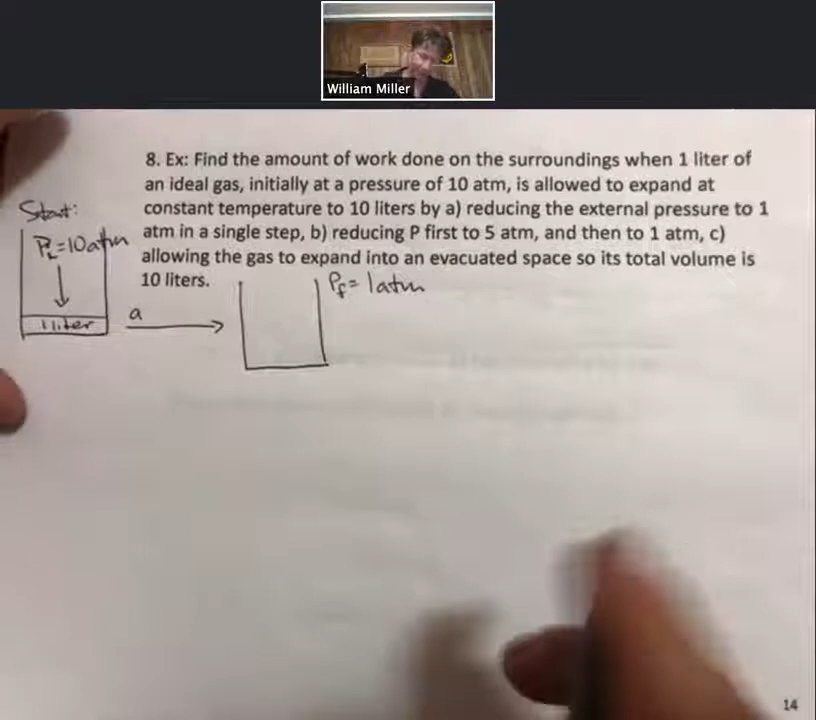 William Miller
8. Ex: Find the amount of work done on the surroundings when 1 liter of
an ideal gas, initially at a pressure of 10 atm, is allowed to expand at
constant temperature to 10 liters by a) reducing the external pressure to 1
atm in a single step, b) reducing P first to 5 atm, and then to 1 atm, c)
allowing the gas to expand into an evacuated space so its total volume is
10 liters.
Start:
Pi=10atm
1 liter
a
Pf= 1atm
14